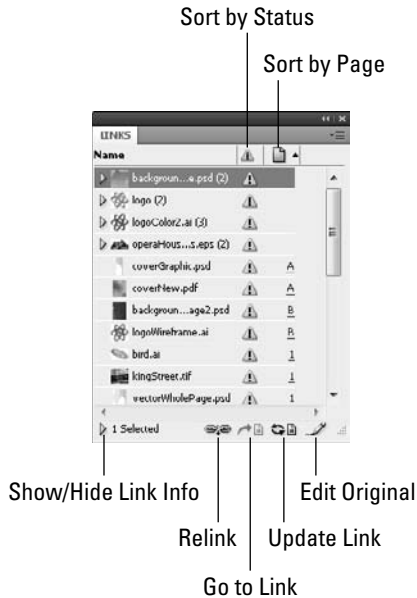 Sort by Status
Sort by Page
LINKS
Name
backgroun...e.psd (2)
logo (2)
logoColor2.ai (3)
operaHous...s.eps (2)
coverGraphic.psd A
coverNew.pdf A
backgroun...age2.psd B
logoWireframe.ai B
bird.ai 1
kingStreet.tif 1
vectorWholePage.psd 1
1 Selected
Show/Hide Link Info
Edit Original
Relink
Update Link
Go to Link